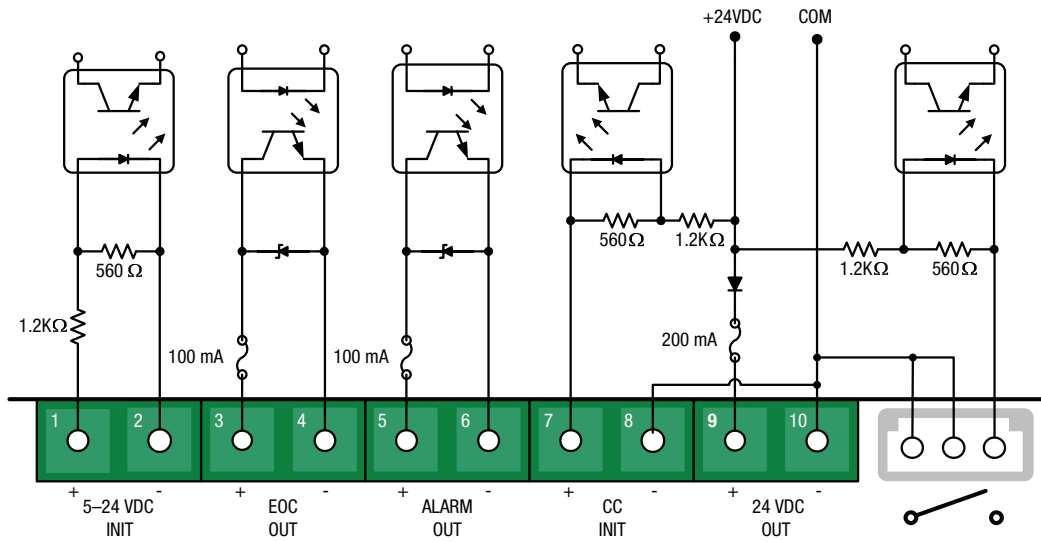 +24VDC COM
560 Ω
560Ω
1.2KΩ
1.2KΩ
560Ω
1.2KΩ
100 mA
100 mA
200 mA
1 2 3 4 5 6 7 8 9 10
+ - + - + - + - + -
5–24 VDC
INIT
EOC
OUT
ALARM
OUT
CC
INIT
24 VDC
OUT